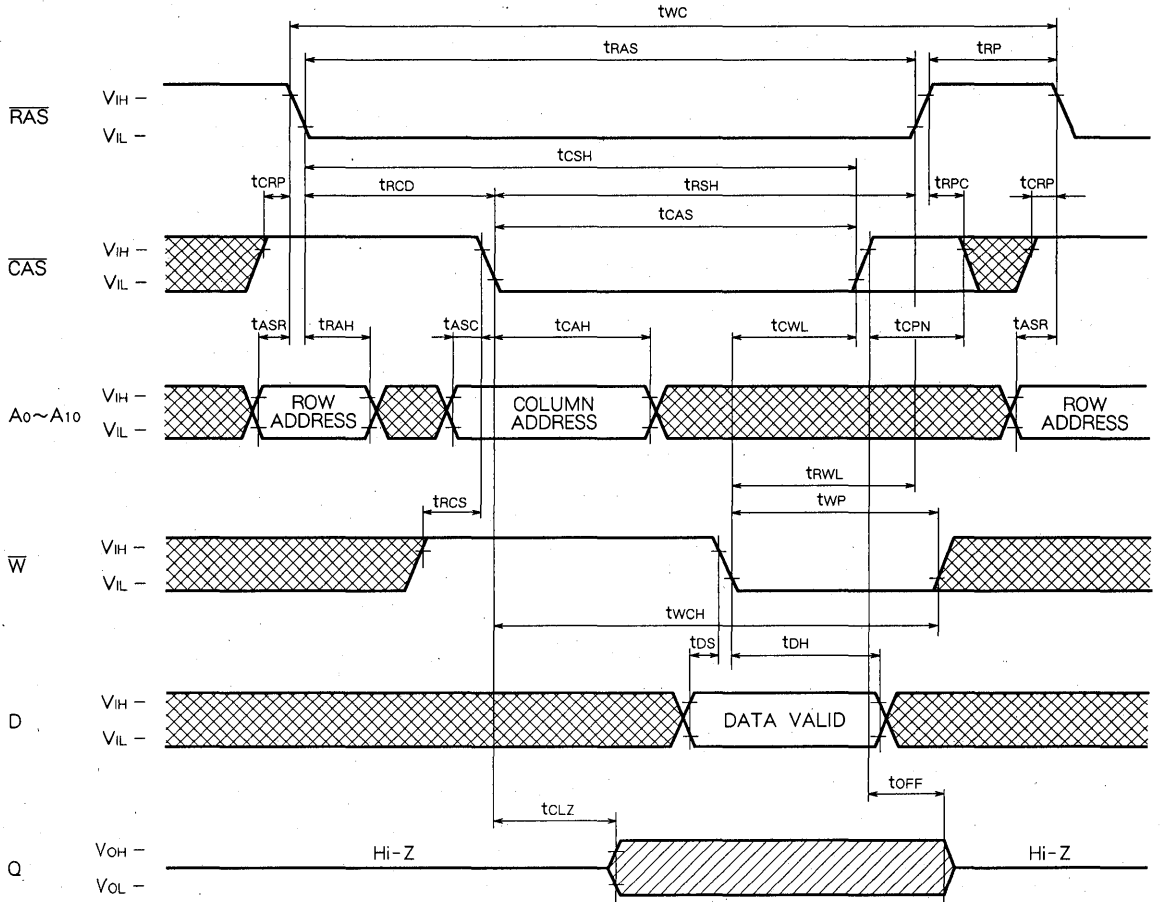 tWC
tRAS tRP
RAS VIH –
VIL –
tCSH
tCRP tRCD tRSH tRPC tCRP
tCAS
CAS VIH –
VIL –
tASR tRAH tASC tCAH tCWL tCPN tASR
A0~A10 VIH –
VIL –
ROW ADDRESS
COLUMN ADDRESS
ROW ADDRESS
tRWL
tRCS tWP
W VIH –
VIL –
tWCH
tDS tDH
D VIH –
VIL –
DATA VALID
tOFF
tCLZ
Q VOH –
VOL –
Hi-Z Hi-Z